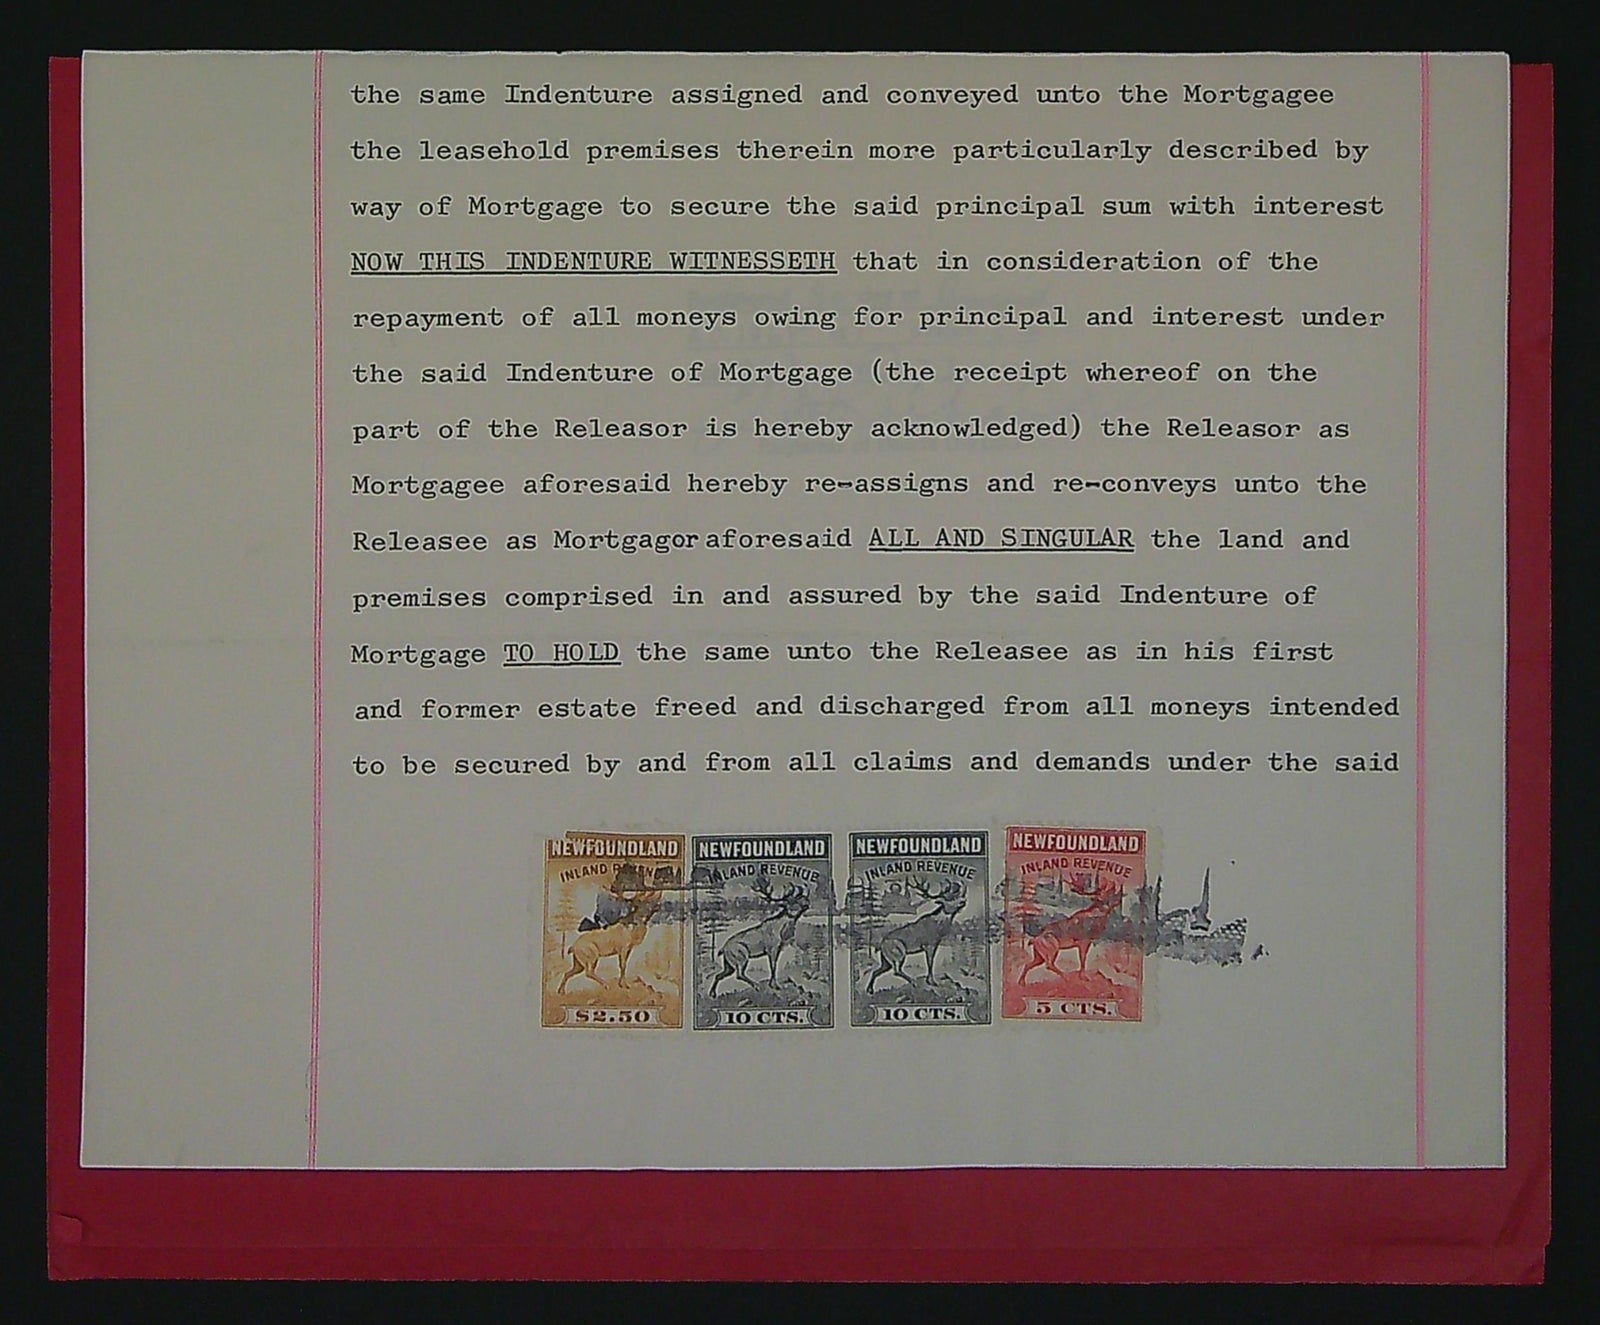 the same Indenture assigned and conveyed unto the Mortgagee
the leasehold premises therein more particularly described by
way of Mortgage to secure the said principal sum with interest
NOW THIS INDENTURE WITNESSETH that in consideration of the
repayment of all moneys owing for principal and interest under
the said Indenture of Mortgage (the receipt whereof on the
part of the Releasor is hereby acknowledged) the Releasor as
Mortgagee aforesaid hereby re-assigns and re-conveys unto the
Releasee as Mortgagor aforesaid ALL AND SINGULAR the land and
premises comprised in and assured by the said Indenture of
Mortgage TO HOLD the same unto the Releasee as in his first
and former estate freed and discharged from all moneys intended
to be secured by and from all claims and demands under the said
NEWFOUNDLAND
INLAND REVENUE
$2.50
NEWFOUNDLAND
INLAND REVENUE
10 CTS.
NEWFOUNDLAND
INLAND REVENUE
10 CTS.
NEWFOUNDLAND
INLAND REVENUE
5 CTS.